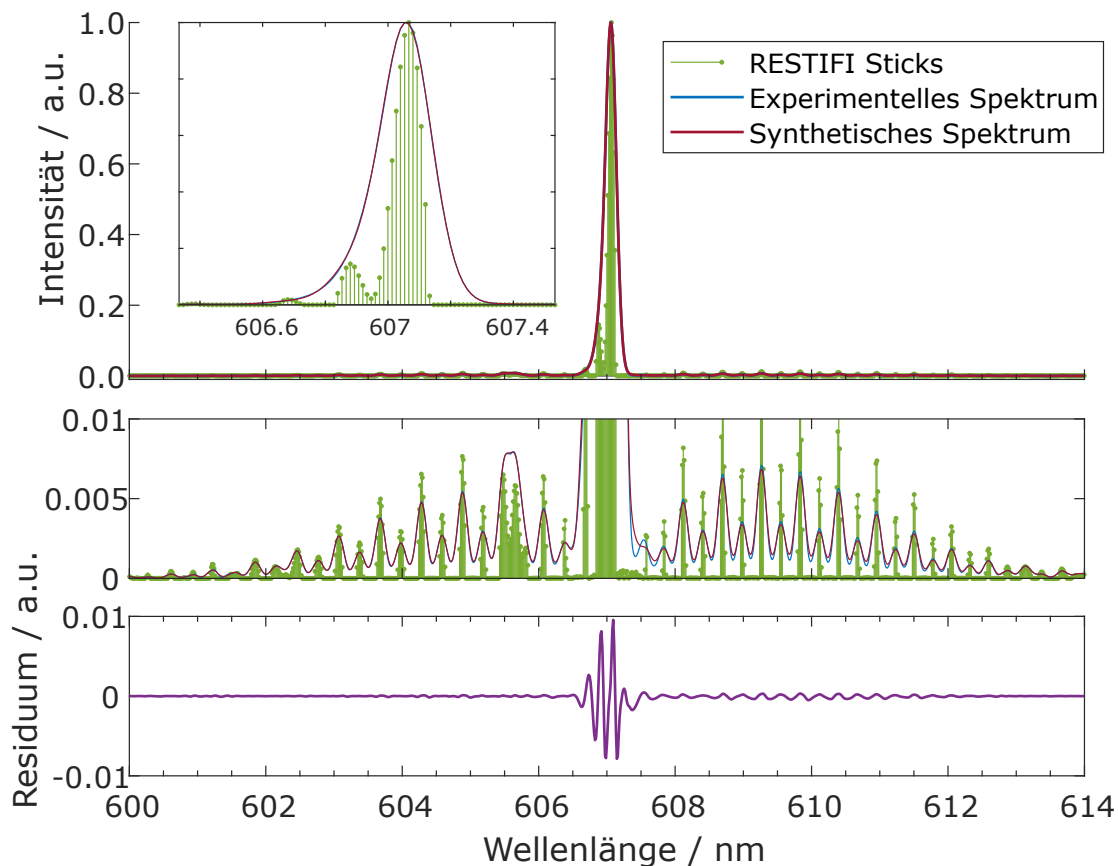 1.0
0.8
0.6
0.4
0.2
0.0
Intensität / a.u.
606.6 607 607.4
RESTIFI Sticks
Experimentelles Spektrum
Synthetisches Spektrum
0.01
0.005
0
0.01
0
-0.01
Residuum / a.u.
600 602 604 606 608 610 612 614
Wellenlänge / nm